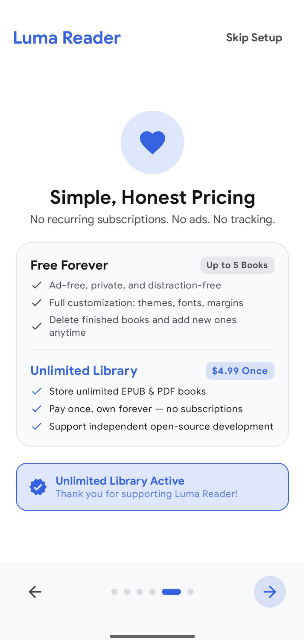 Luma Reader
Skip Setup
Simple, Honest Pricing
No recurring subscriptions. No ads. No tracking.
Free Forever
Up to 5 Books
Ad-free, private, and distraction-free
Full customization: themes, fonts, margins
Delete finished books and add new ones
anytime
Unlimited Library
$4.99 Once
Store unlimited EPUB & PDF books
Pay once, own forever — no subscriptions
Support independent open-source development
Unlimited Library Active
Thank you for supporting Luma Reader!